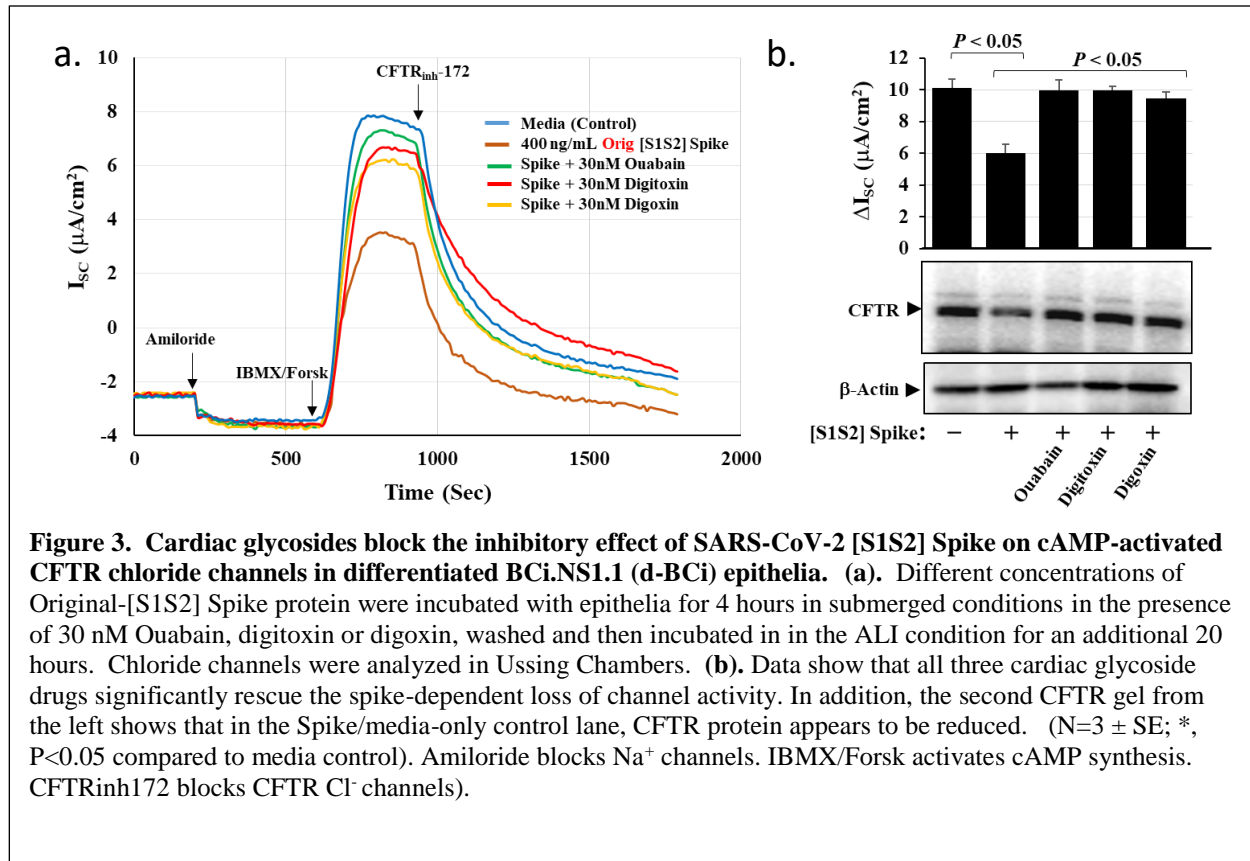 a.
10
8
6
4
2
0
-2
-4
I_SC (μA/cm²)
0
500
1000
1500
2000
Time (Sec)
Amiloride
IBMX/Forsk
CFTR_inh-172
Media (Control)
400 ng/mL Orig [S1S2] Spike
Spike + 30nM Ouabain
Spike + 30nM Digitoxin
Spike + 30nM Digoxin
b.
P < 0.05
P < 0.05
12
10
8
6
4
2
0
ΔI_SC (μA/cm²)
CFTR
β-Actin
[S1S2] Spike: − + + + +
Ouabain
Digitoxin
Digoxin
Figure 3. Cardiac glycosides block the inhibitory effect of SARS-CoV-2 [S1S2] Spike on cAMP-activated
CFTR chloride channels in differentiated BCi.NS1.1 (d-BCi) epithelia. (a). Different concentrations of
Original-[S1S2] Spike protein were incubated with epithelia for 4 hours in submerged conditions in the presence
of 30 nM Ouabain, digitoxin or digoxin, washed and then incubated in in the ALI condition for an additional 20
hours. Chloride channels were analyzed in Ussing Chambers. (b). Data show that all three cardiac glycoside
drugs significantly rescue the spike-dependent loss of channel activity. In addition, the second CFTR gel from
the left shows that in the Spike/media-only control lane, CFTR protein appears to be reduced. (N=3 ± SE; *,
P<0.05 compared to media control). Amiloride blocks Na⁺ channels. IBMX/Forsk activates cAMP synthesis.
CFTRinh172 blocks CFTR Cl⁻ channels).